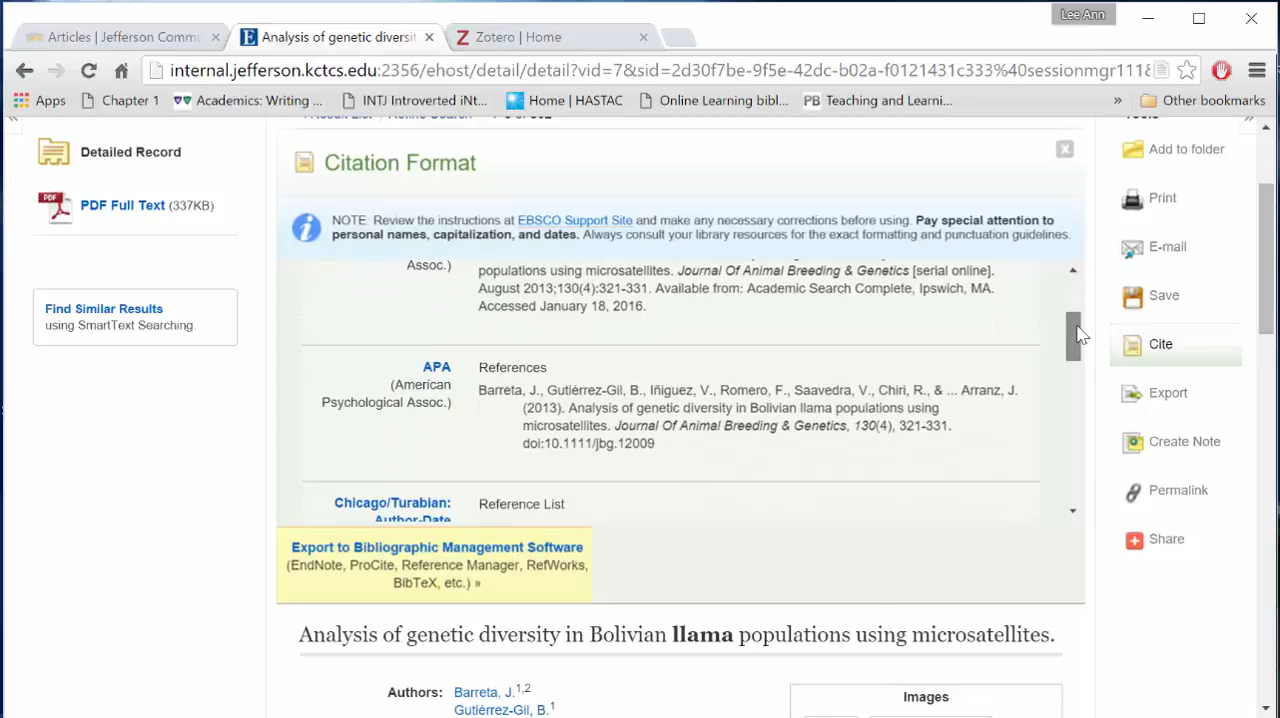 Lee Ann
Articles | Jefferson Commu
Analysis of genetic diversit
Zotero | Home
internal.jefferson.kctcs.edu:2356/ehost/detail/detail?vid=7&sid=2d30f7be-9f5e-42dc-b02a-f0121431c333%40sessionmgr111
Apps
Chapter 1
Academics: Writing ...
INTJ Introverted iNt...
Home | HASTAC
Online Learning bibl...
PB Teaching and Learni...
» Other bookmarks
Detailed Record
PDF Full Text (337KB)
Find Similar Results
using SmartText Searching.
Citation Format
NOTE: Review the instructions at EBSCO Support Site and make any necessary corrections before using. Pay special attention to
personal names, capitalization, and dates. Always consult your library resources for the exact formatting and punctuation guidelines.
Assoc.)
populations using microsatellites. Journal Of Animal Breeding & Genetics [serial online].
August 2013;130(4):321-331. Available from: Academic Search Complete, Ipswich, MA.
Accessed January 18, 2016.
APA
(American
Psychological Assoc.)
References
Barreta, J., Gutiérrez-Gil, B., Iñiguez, V., Romero, F., Saavedra, V., Chiri, R., & ... Arranz, J.
(2013). Analysis of genetic diversity in Bolivian llama populations using
microsatellites. Journal Of Animal Breeding & Genetics, 130(4), 321-331.
doi:10.1111/jbg.12009
Chicago/Turabian:
Author-Date
Reference List
Export to Bibliographic Management Software
(EndNote, ProCite, Reference Manager, RefWorks,
BibTeX, etc.) »
Analysis of genetic diversity in Bolivian llama populations using microsatellites.
Authors:
Barreta, J.1,2
Gutiérrez-Gil, B.1
Images
Tools
Add to folder
Print
E-mail
Save
Cite
Export
Create Note
Permalink
Share